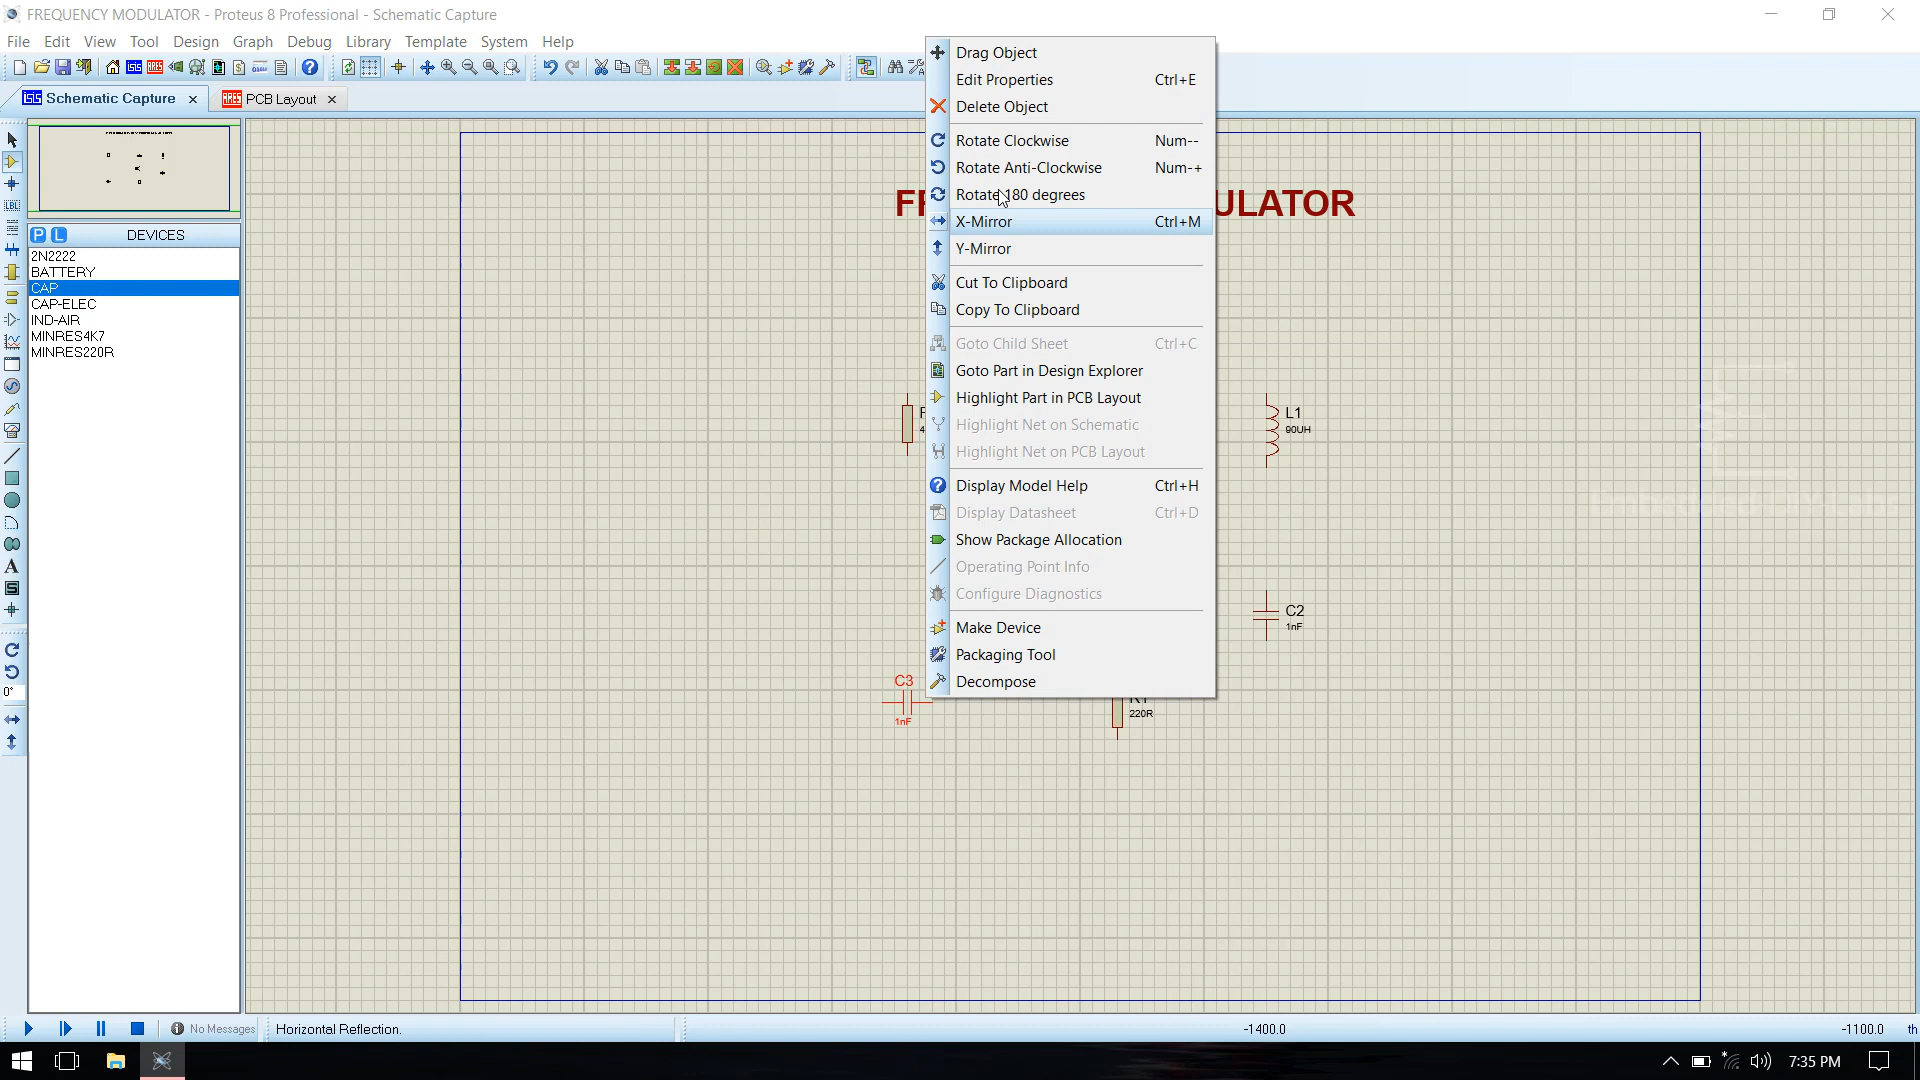 FREQUENCY MODULATOR - Proteus 8 Professional - Schematic Capture
File Edit View Tool Design Graph Debug Library Template System Help
Schematic Capture
PCB Layout
P L DEVICES
2N2222
BATTERY
CAP
CAP-ELEC
IND-AIR
MINRES4K7
MINRES220R
Drag Object
Edit Properties Ctrl+E
Delete Object
Rotate Clockwise Num--
Rotate Anti-Clockwise Num-+
Rotate 180 degrees
X-Mirror Ctrl+M
Y-Mirror
Cut To Clipboard
Copy To Clipboard
Goto Child Sheet Ctrl+C
Goto Part in Design Explorer
Highlight Part in PCB Layout
Highlight Net on Schematic
Highlight Net on PCB Layout
Display Model Help Ctrl+H
Display Datasheet Ctrl+D
Show Package Allocation
Operating Point Info
Configure Diagnostics
Make Device
Packaging Tool
Decompose
ULATOR
L1
90UH
C2
1nF
C3
1nF
R1
220R
0°
No Messages
Horizontal Reflection.
-1400.0
-1100.0
th
7:35 PM